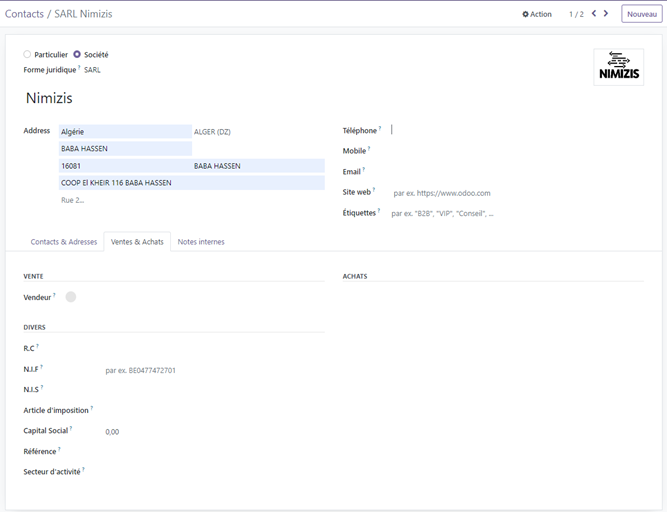 Contacts / SARL Nimizis
Action
1 / 2
Nouveau
Particulier
Société
Forme juridique ? SARL
NIMIZIS
Nimizis
Address
Algérie
ALGER (DZ)
BABA HASSEN
16081
BABA HASSEN
COOP El KHEIR 116 BABA HASSEN
Rue 2...
Téléphone ?
Mobile ?
Email ?
Site web ? par ex. https://www.odoo.com
Étiquettes ? par ex. "B2B", "VIP", "Conseil", ...
Contacts & Adresses
Ventes & Achats
Notes internes
VENTE
ACHATS
Vendeur ?
DIVERS
R.C ?
N.I.F ? par ex. BE0477472701
N.I.S ?
Article d'imposition ?
Capital Social ? 0,00
Référence ?
Secteur d'activité ?